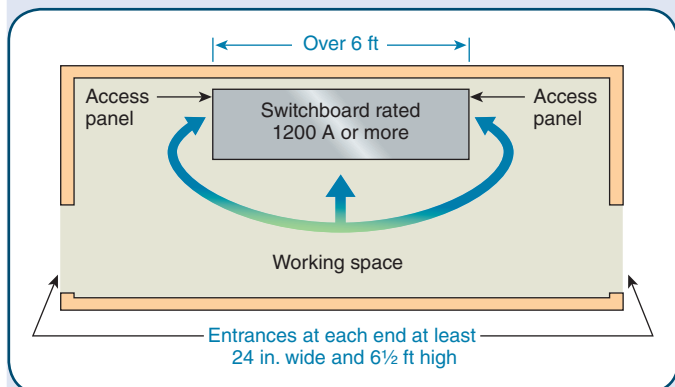 Over 6 ft
Access
panel
Switchboard rated
1200 A or more
Access
panel
Working space
Entrances at each end at least
24 in. wide and 6½ ft high